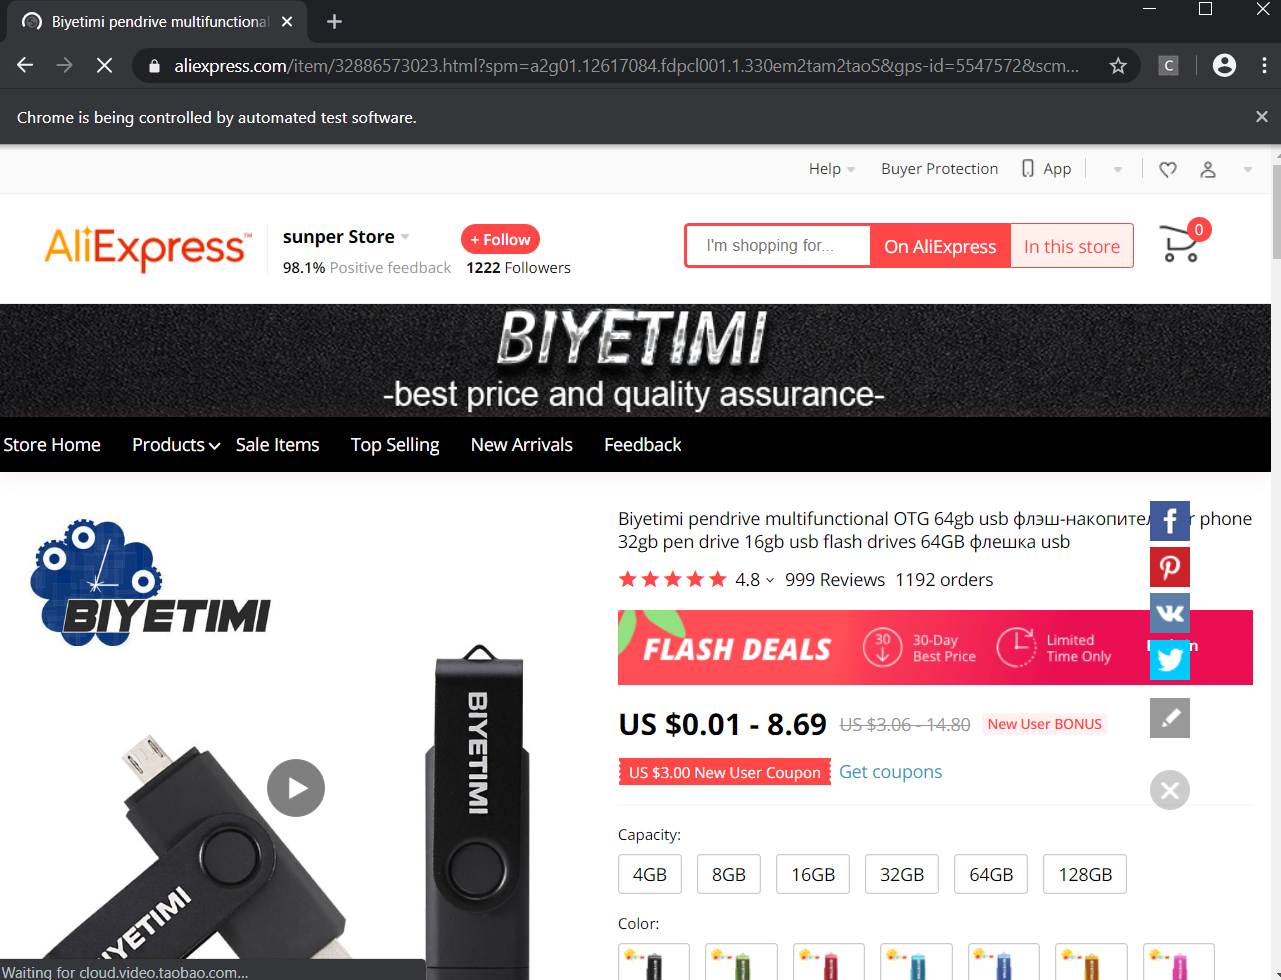 Biyetimi pendrive multifunctional
aliexpress.com/item/32886573023.html?spm=a2g01.12617084.fdpcl001.1.330em2tam2taoS&gps-id=5547572&scm...
C
Chrome is being controlled by automated test software.
Help Buyer Protection App
AliExpress™
sunper Store
+ Follow
98.1% Positive feedback 1222 Followers
I'm shopping for... On AliExpress In this store
0
BIYETIMI
-best price and quality assurance-
Store Home Products Sale Items Top Selling New Arrivals Feedback
BIYETIMI
BIYETIMI
YETIMI
Biyetimi pendrive multifunctional OTG 64gb usb phone
32gb pen drive 16gb usb flash drives 64GB флешка usb
4.8 999 Reviews 1192 orders
FLASH DEALS
30
30-Day
Best Price
Limited
Time Only
US $0.01 - 8.69 US $3.06 - 14.80 New User BONUS
US $3.00 New User Coupon Get coupons
Capacity:
4GB 8GB 16GB 32GB 64GB 128GB
Color:
Waiting for cloud.video.taobao.com...